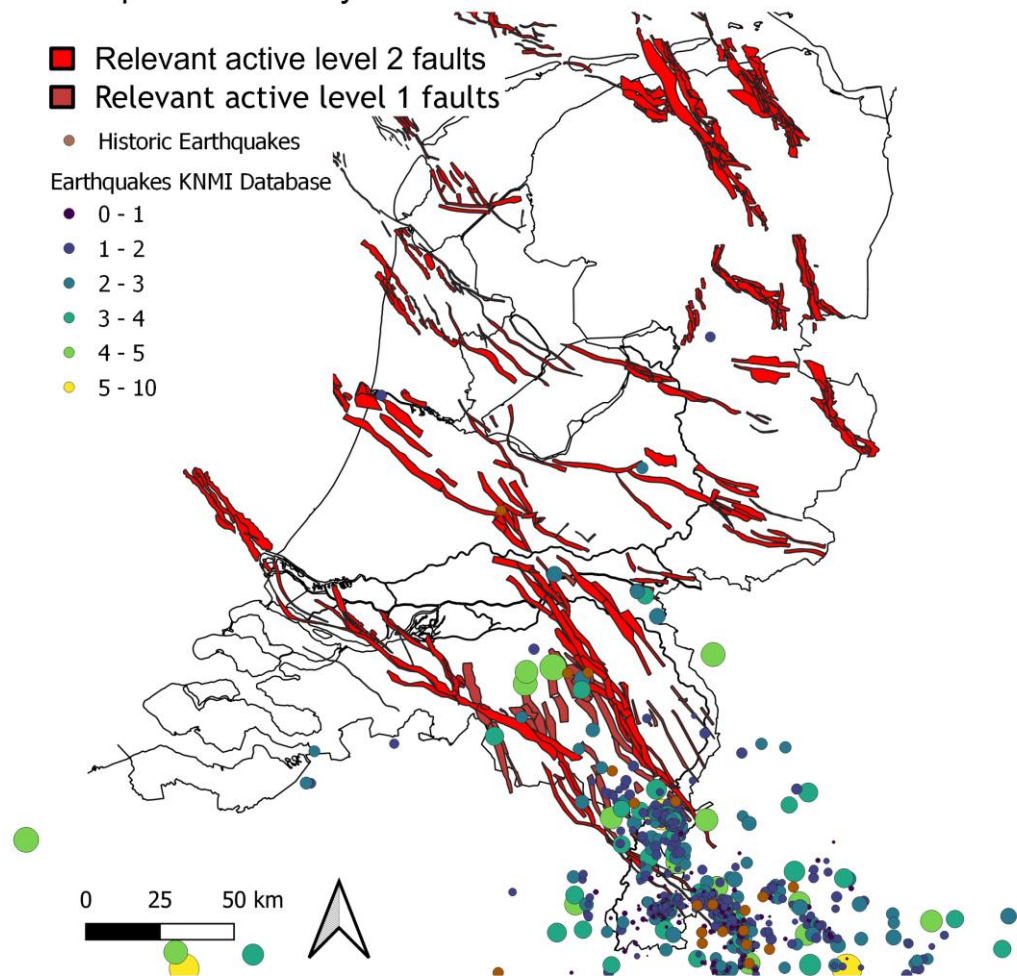 Relevant active level 2 faults
Relevant active level 1 faults
Historic Earthquakes
Earthquakes KNMI Database
0 - 1
1 - 2
2 - 3
3 - 4
4 - 5
5 - 10
0 25 50 km